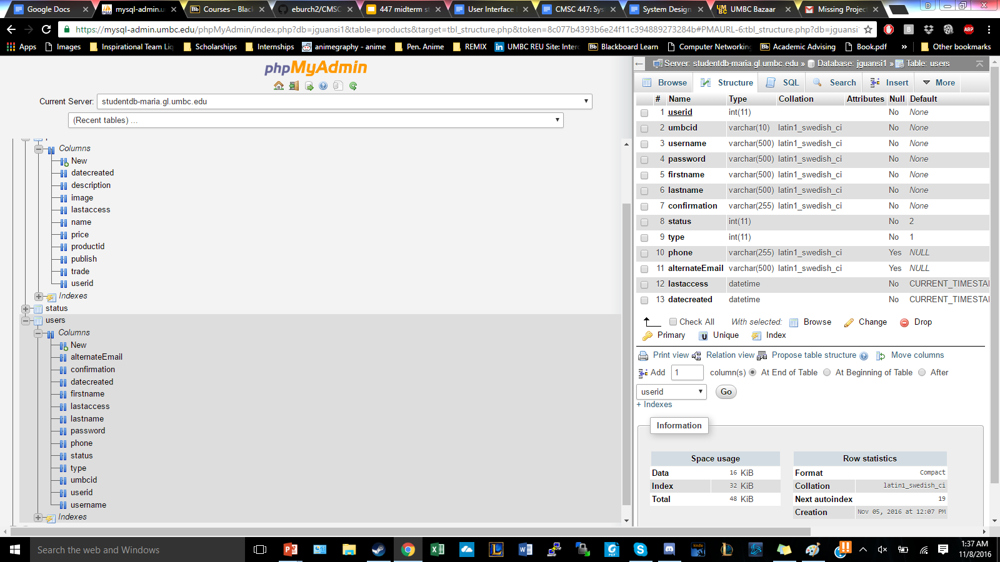 Google Docs
mysql-admin.u
Courses – Blac
eburch2/CMSC
447 midterm st
User Interface
CMSC 447: Sys
System Design
UMBC Bazaar
Missing Projec
https://mysql-admin.umbc.edu/phpMyAdmin/index.php?db=jguansi1&table=products&target=tbl_structure.php&token=8c077b4393b6e24f11c394889273284b#PMAURL-6:tbl_structure.php?db=jguansi
Apps
Images
Inspirational Team Liq
Scholarships
Internships
animegraphy - anime
Pen. Anime
REMIX
UMBC REU Site: Inter
Blackboard Learn
Computer Networking
Academic Advising
Book.pdf
»
Other bookmarks
phpMyAdmin
Current Server: studentdb-maria.gl.umbc.edu
(Recent tables) ...
Columns
New
datecreated
description
image
lastaccess
name
price
productid
publish
trade
userid
Indexes
status
users
Columns
New
alternateEmail
confirmation
datecreated
firstname
lastaccess
lastname
password
phone
status
type
umbcid
userid
username
Indexes
Server: studentdb-maria.gl.umbc.edu » Database: jguansi1 » Table: users
Browse Structure SQL Search Insert More
# Name Type Collation Attributes Null Default
1 userid int(11) No None
2 umbcid varchar(10) latin1_swedish_ci No None
3 username varchar(500) latin1_swedish_ci No None
4 password varchar(500) latin1_swedish_ci No None
5 firstname varchar(500) latin1_swedish_ci No None
6 lastname varchar(500) latin1_swedish_ci No None
7 confirmation varchar(255) latin1_swedish_ci No None
8 status int(11) No 2
9 type int(11) No 1
10 phone varchar(255) latin1_swedish_ci Yes NULL
11 alternateEmail varchar(500) latin1_swedish_ci Yes NULL
12 lastaccess datetime No CURRENT_TIMESTA
13 datecreated datetime No CURRENT_TIMESTA
Check All With selected: Browse Change Drop
Primary Unique Index
Print view Relation view Propose table structure Move columns
Add 1 column(s) At End of Table At Beginning of Table After
userid Go
+ Indexes
Information
Space usage
Data 16 KiB
Index 32 KiB
Total 48 KiB
Row statistics
Format Compact
Collation latin1_swedish_ci
Next autoindex 19
Creation Nov 05, 2016 at 12:07 PM
Search the web and Windows
1:37 AM
11/8/2016